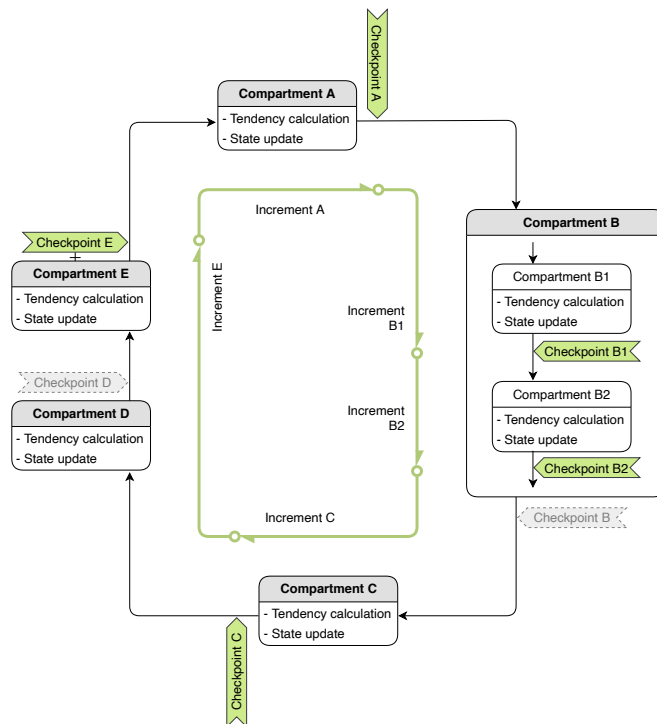 Checkpoint A
Compartment A
- Tendency calculation
- State update
Increment A
Checkpoint E
Compartment E
- Tendency calculation
- State update
Increment E
Compartment B
Compartment B1
- Tendency calculation
- State update
Increment
B1
Checkpoint B1
Checkpoint D
Compartment B2
- Tendency calculation
- State update
Compartment D
- Tendency calculation
- State update
Increment
B2
Checkpoint B2
Increment C
Checkpoint B
Compartment C
- Tendency calculation
- State update
Checkpoint C